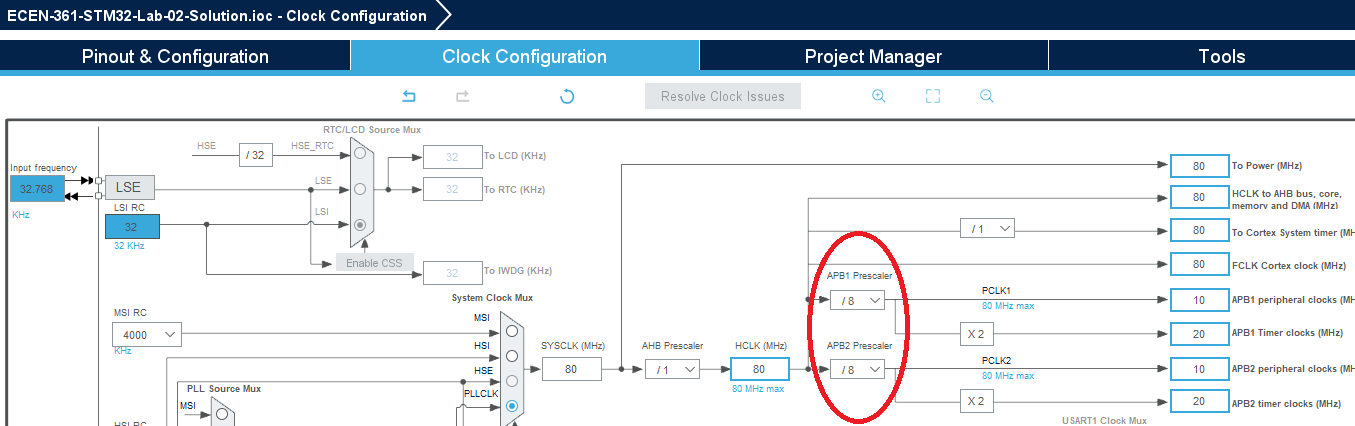 ECEN-361-STM32-Lab-02-Solution.ioc - Clock Configuration
Pinout & Configuration
Clock Configuration
Project Manager
Tools
Resolve Clock Issues
RTC/LCD Source Mux
HSE
/ 32
HSE_RTC
32
To LCD (KHz)
Input frequency
32.768
KHz
LSE
LSE
32
To RTC (KHz)
LSI RC
32
32 KHz
LSI
Enable CSS
32
To IWDG (KHz)
System Clock Mux
MSI RC
4000
KHz
MSI
HSI
HSE
PLLCLK
PLL Source Mux
MSI
HSI RC
SYSCLK (MHz)
80
AHB Prescaler
/ 1
HCLK (MHz)
80
80 MHz max
APB1 Prescaler
/ 8
APB2 Prescaler
/ 8
80
To Power (MHz)
80
HCLK to AHB bus, core,
memory and DMA (MHz)
/ 1
80
To Cortex System timer (MH
80
FCLK Cortex clock (MHz)
PCLK1
80 MHz max
10
APB1 peripheral clocks (MH
X 2
20
APB1 Timer clocks (MHz)
PCLK2
80 MHz max
10
APB2 peripheral clocks (MH
X 2
20
APB2 timer clocks (MHz)
USART1 Clock Mux